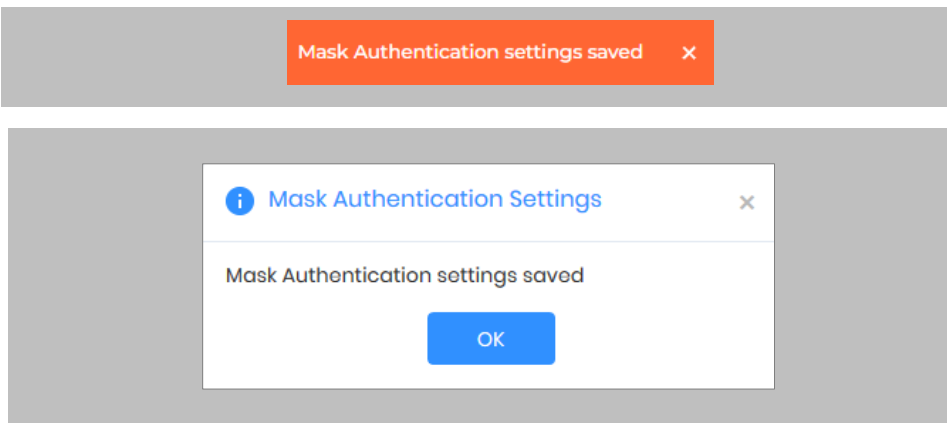 Mask Authentication settings saved ×
Mask Authentication Settings ×
Mask Authentication settings saved
OK